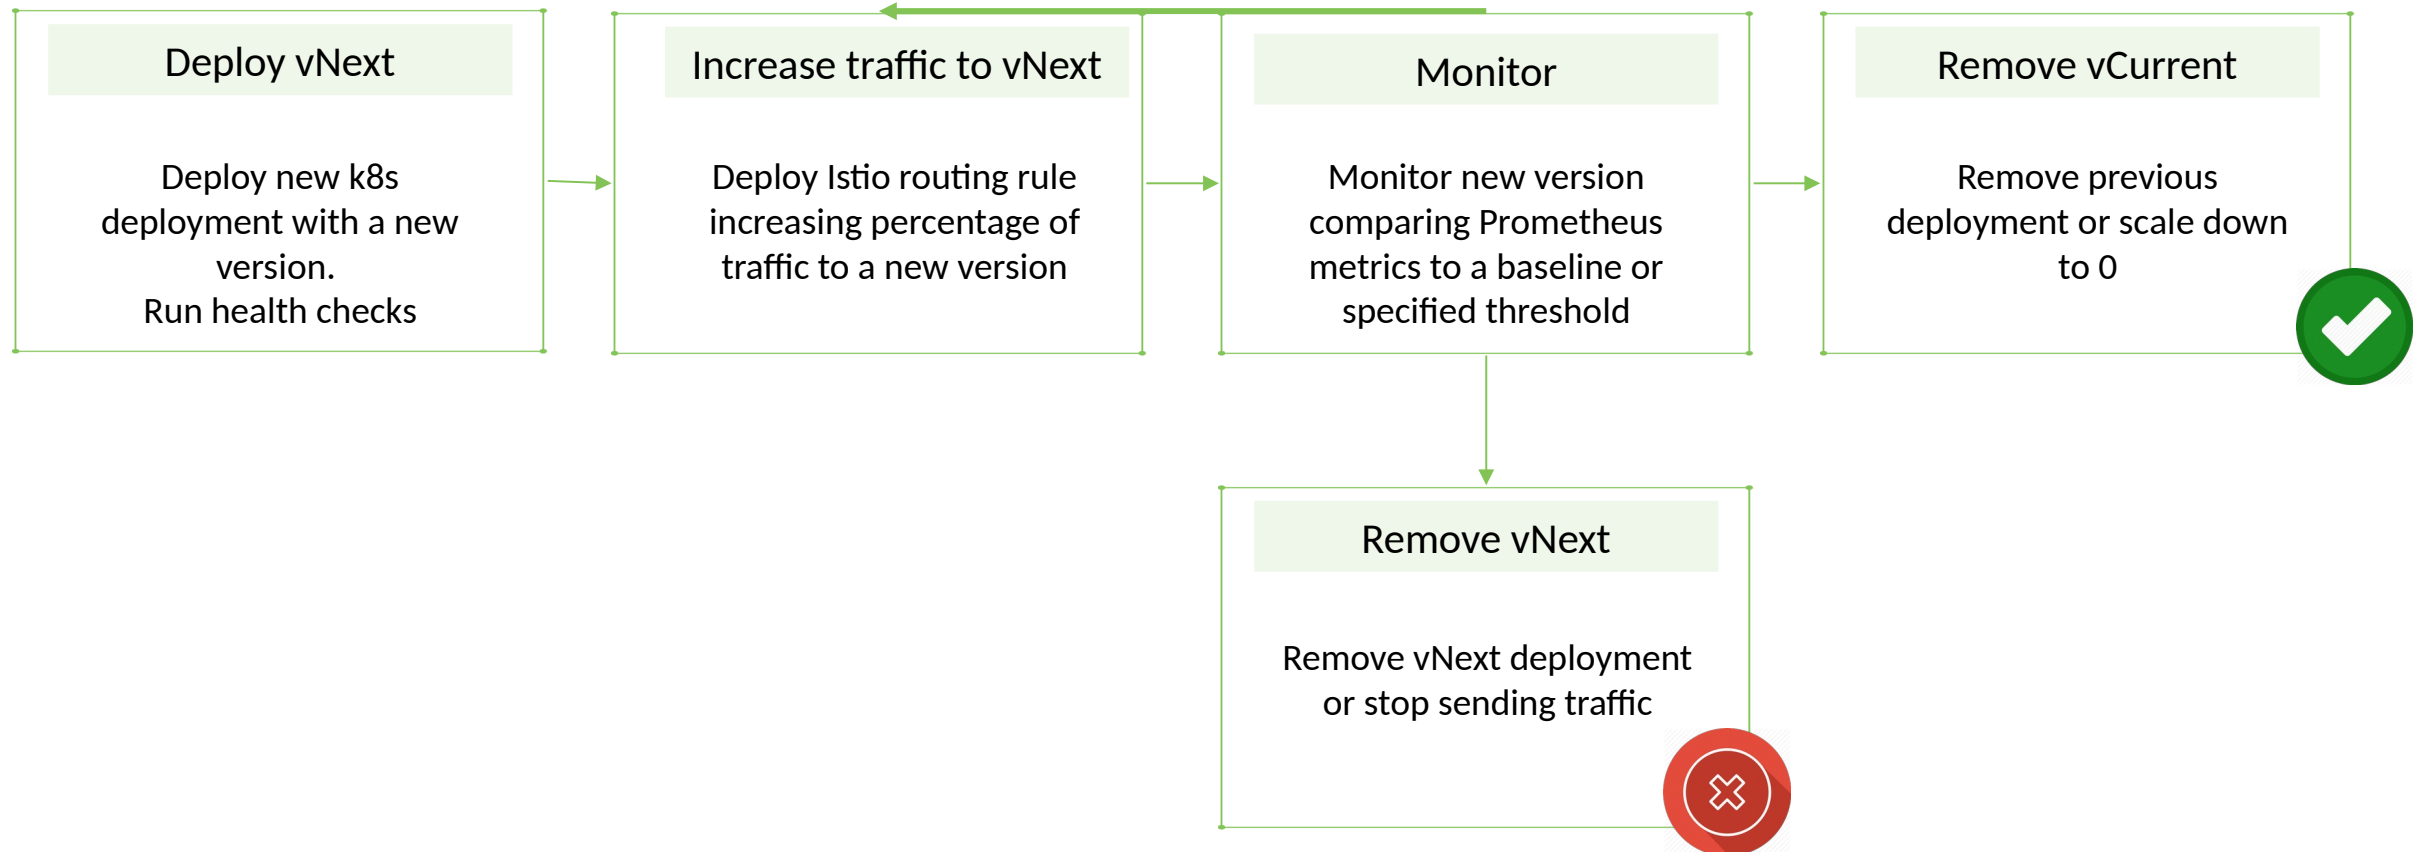 Deploy vNext
Deploy new k8s
deployment with a new
version.
Run health checks
Increase traffic to vNext
Deploy Istio routing rule
increasing percentage of
traffic to a new version
Monitor
Monitor new version
comparing Prometheus
metrics to a baseline or
specified threshold
Remove vCurrent
Remove previous
deployment or scale down
to 0
Remove vNext
Remove vNext deployment
or stop sending traffic